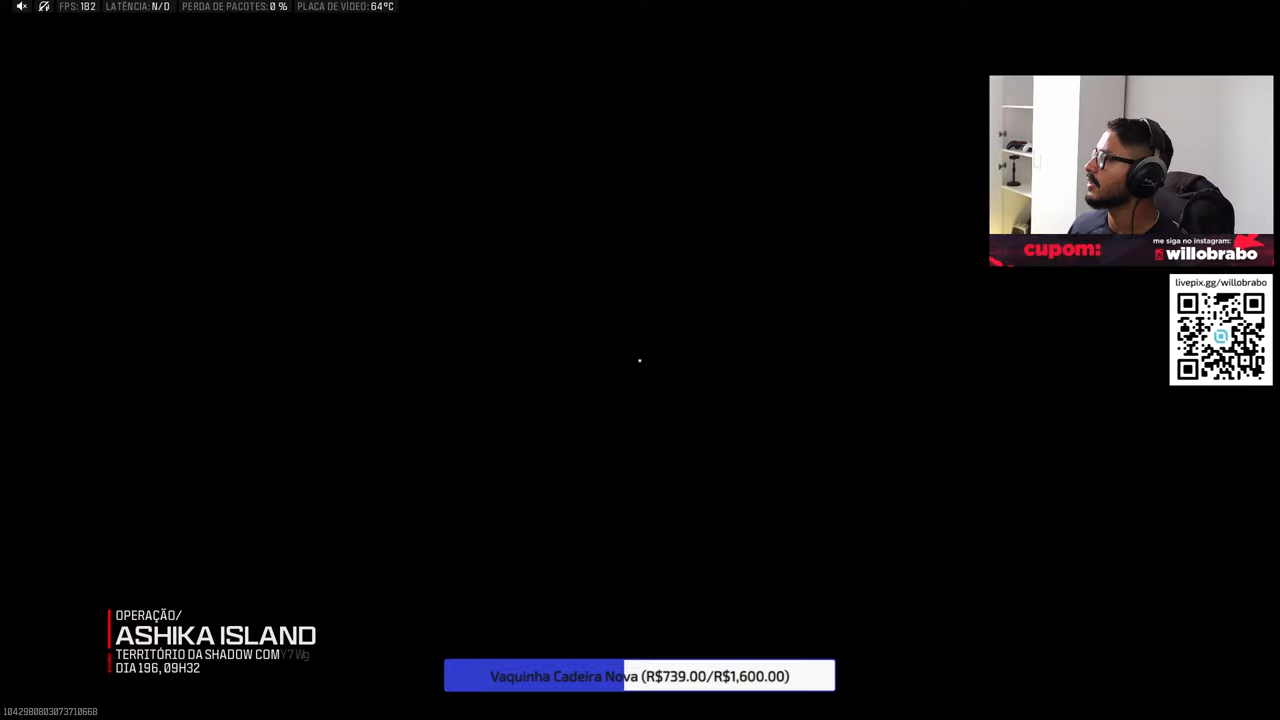 FPS: 182 LATÊNCIA: N/D PERDA DE PACOTES: 0 % PLACA DE VÍDEO: 64°C
cupom:
me siga no instagram:
willobrabo
livepix.gg/willobrabo
OPERAÇÃO/
ASHIKA ISLAND
TERRITÓRIO DA SHADOW COM
DIA 196, 09H32
Vaquinha Cadeira Nova (R$739.00/R$1,600.00)
1042980803073710668